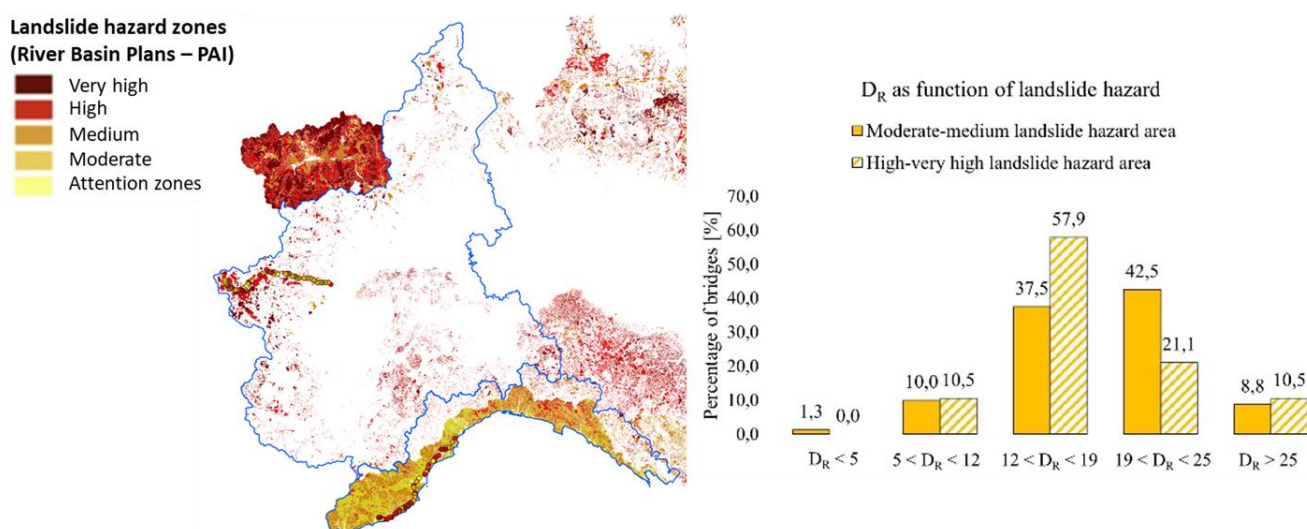 Landslide hazard zones
(River Basin Plans – PAI)
Very high
High
Medium
Moderate
Attention zones
D_R as function of landslide hazard
Moderate-medium landslide hazard area
High-very high landslide hazard area
Percentage of bridges [%]
70,0
60,0
50,0
40,0
30,0
20,0
10,0
0,0
1,3
0,0
10,0
10,5
37,5
57,9
42,5
21,1
8,8
10,5
D_R < 5
5 < D_R < 12
12 < D_R < 19
19 < D_R < 25
D_R > 25